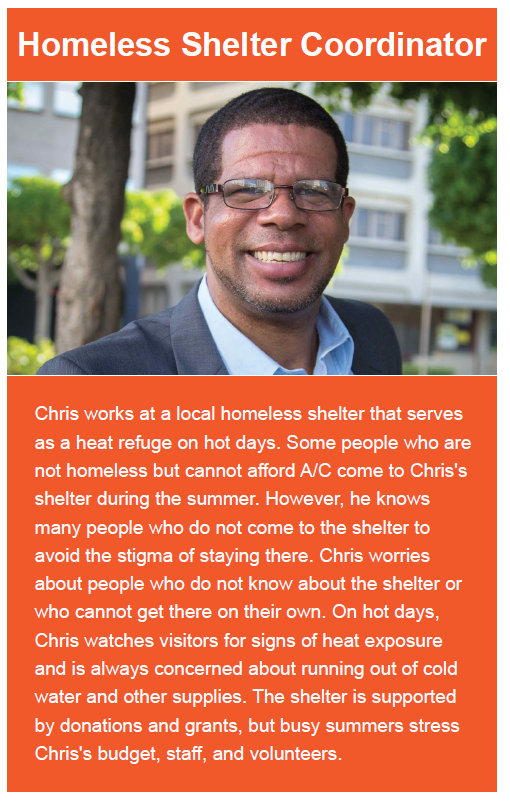 Homeless Shelter Coordinator
Chris works at a local homeless shelter that serves
as a heat refuge on hot days. Some people who are
not homeless but cannot afford A/C come to Chris's
shelter during the summer. However, he knows
many people who do not come to the shelter to
avoid the stigma of staying there. Chris worries
about people who do not know about the shelter or
who cannot get there on their own. On hot days,
Chris watches visitors for signs of heat exposure
and is always concerned about running out of cold
water and other supplies. The shelter is supported
by donations and grants, but busy summers stress
Chris's budget, staff, and volunteers.